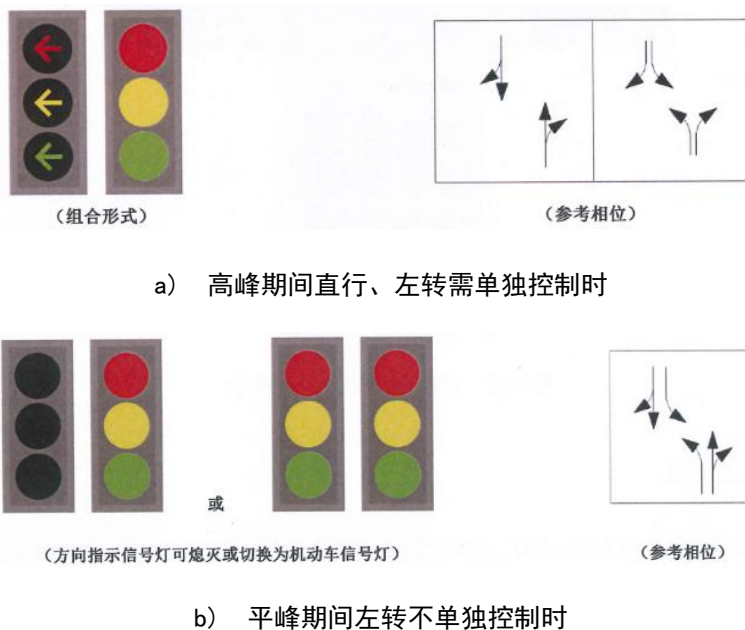 （组合形式）
（参考相位）
a） 高峰期间直行、左转需单独控制时
或
（方向指示信号灯可熄灭或切换为机动车信号灯）
（参考相位）
b） 平峰期间左转不单独控制时